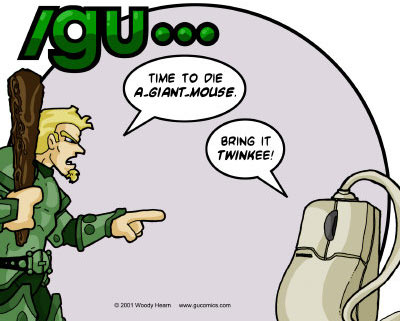 /gu...
TIME TO DIE
A_GIANT_MOUSE.
BRING IT
TWINKEE!
© 2001 Woody Hearn www.gucomics.com